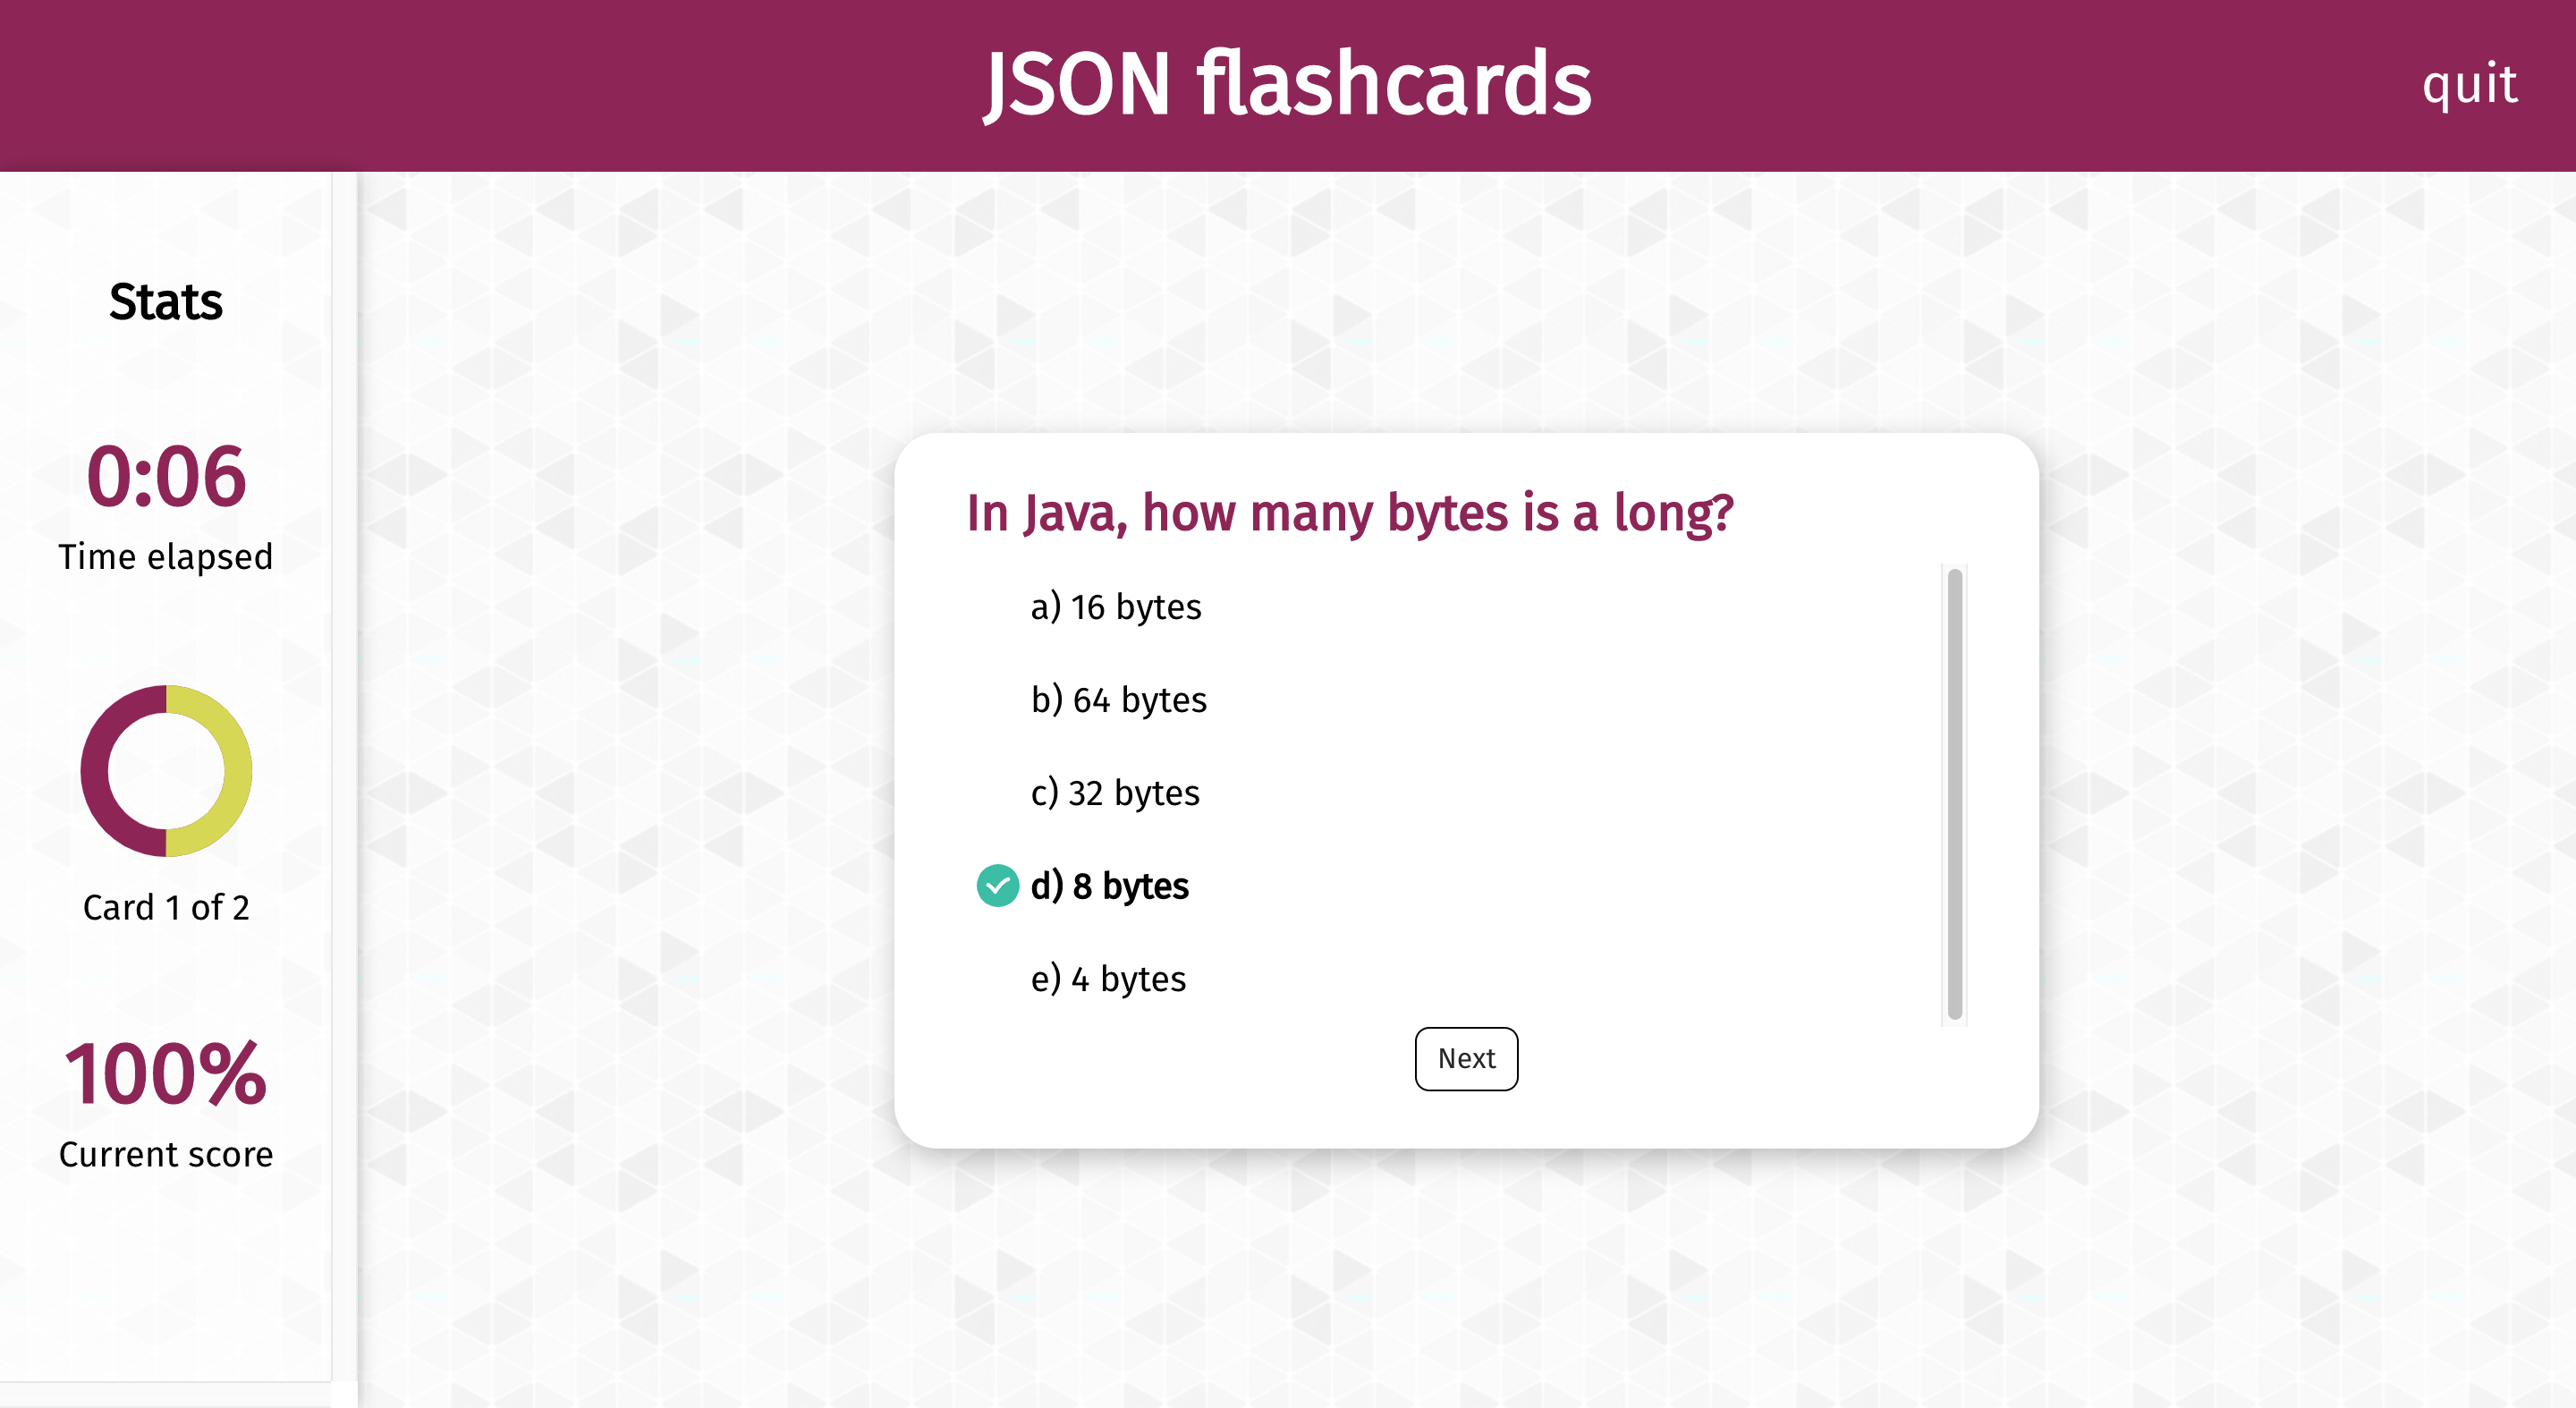 JSON flashcards
quit
Stats
0:06
Time elapsed
Card 1 of 2
100%
Current score
In Java, how many bytes is a long?
a) 16 bytes
b) 64 bytes
c) 32 bytes
d) 8 bytes
e) 4 bytes
Next